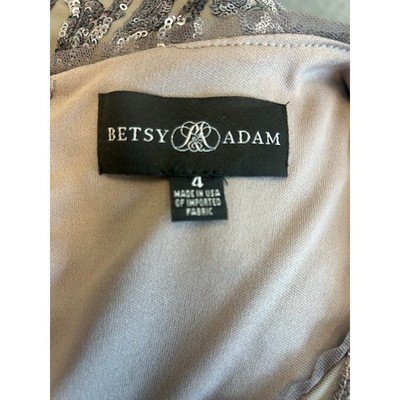 BETSY ADAM
4
MADE IN USA
OF IMPORTED
FABRIC